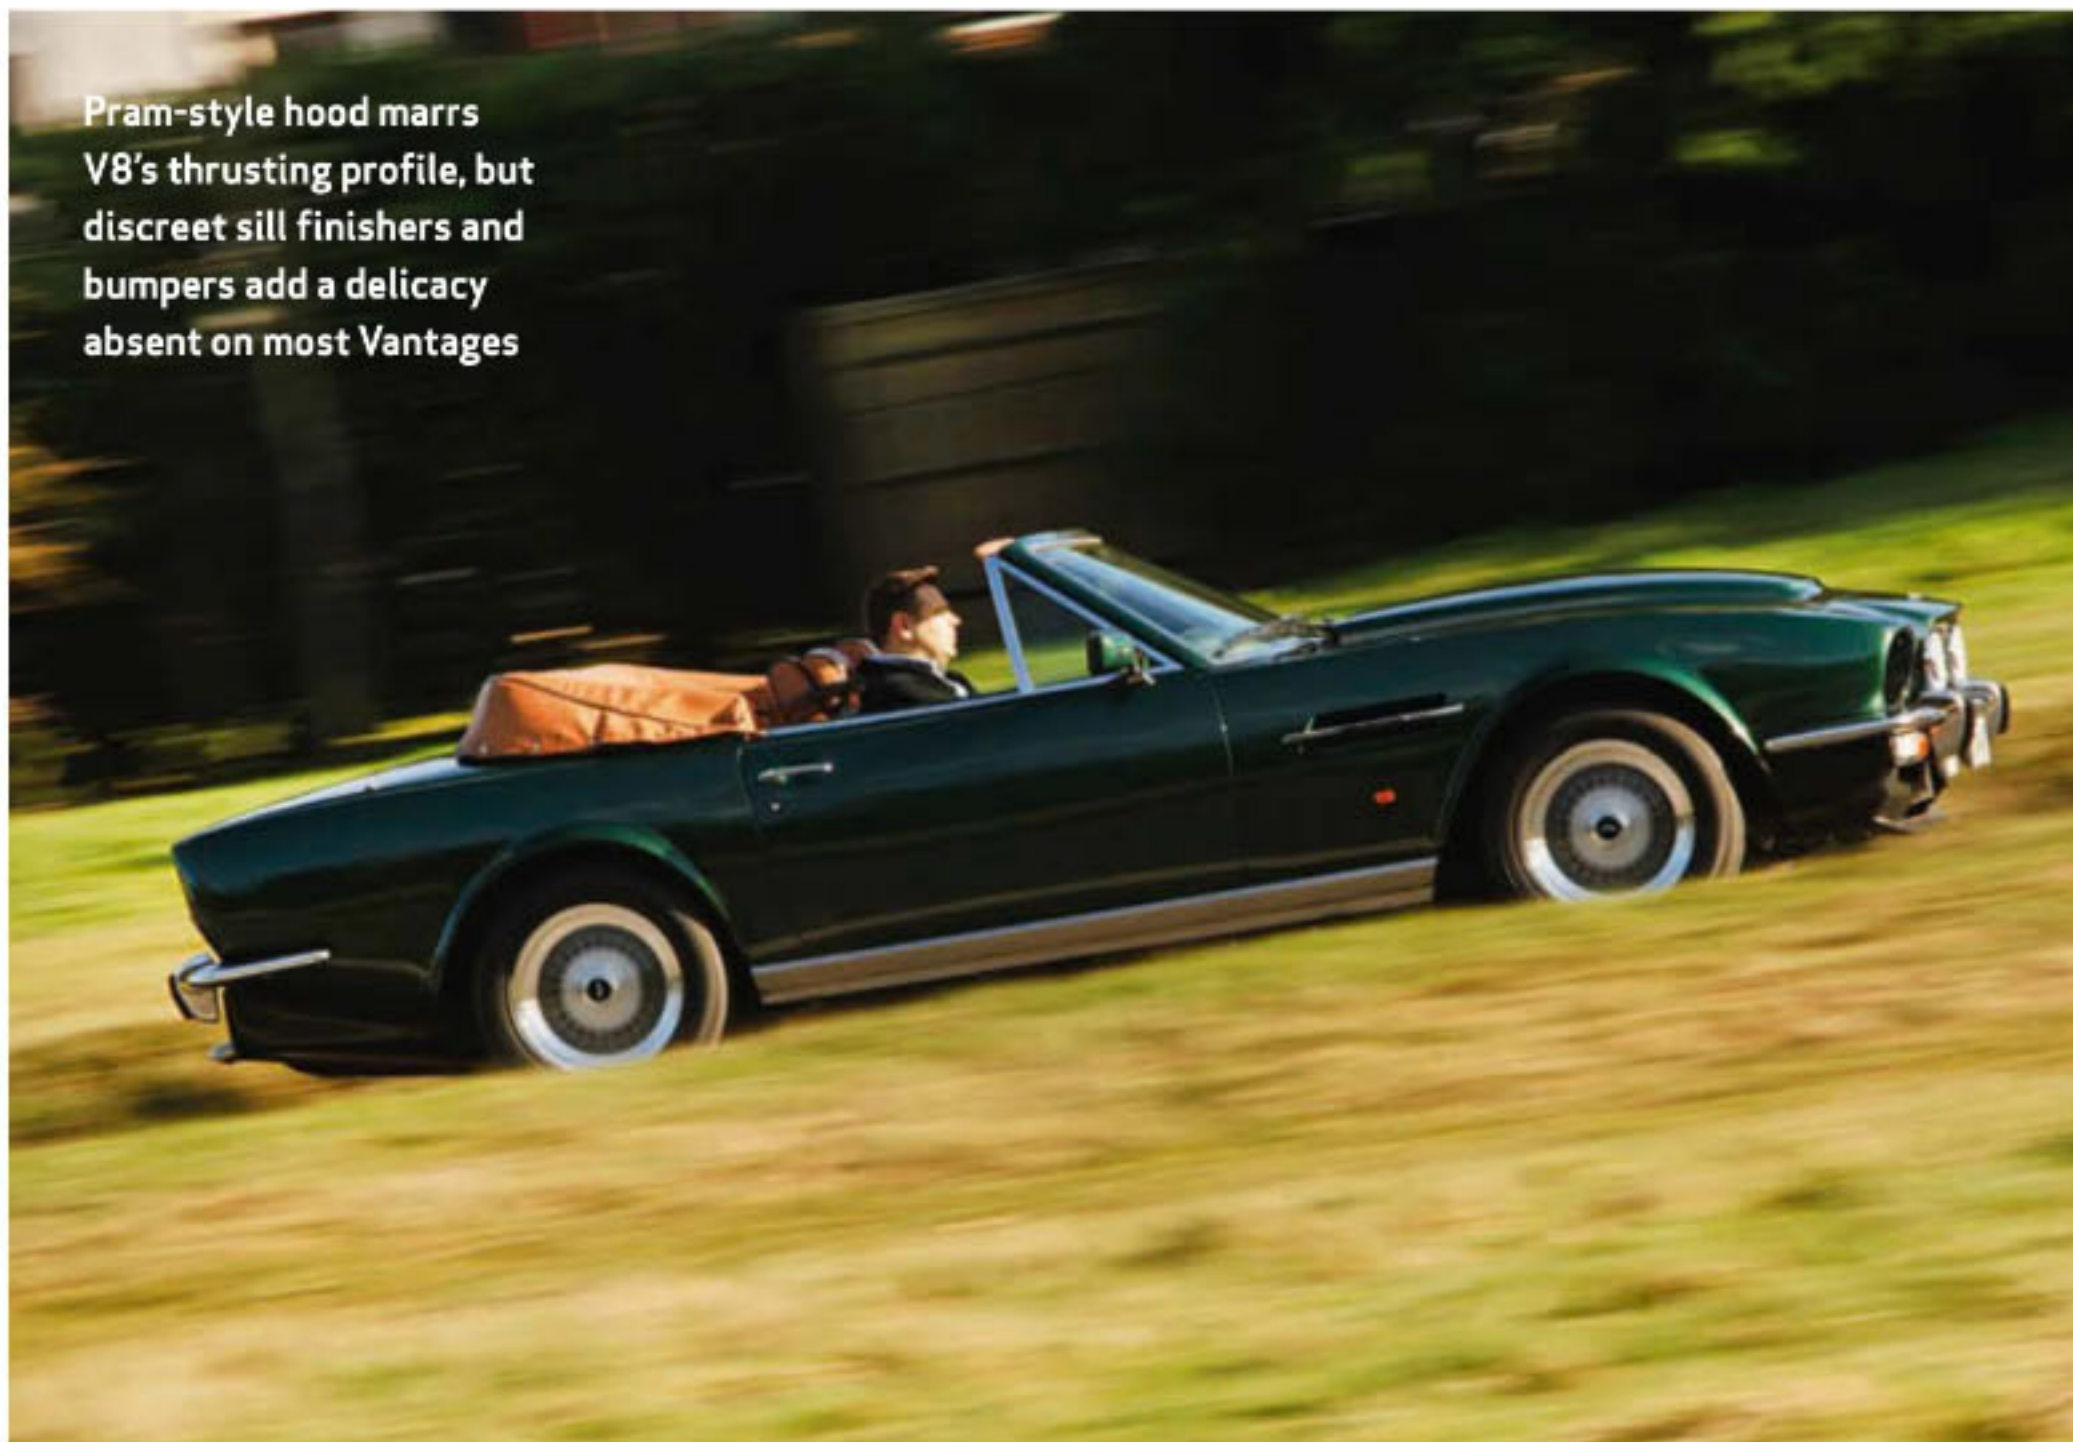 Pram-style hood marrs
V8’s thrusting profile, but
discreet sill finishers and
bumpers add a delicacy
absent on most Vantages